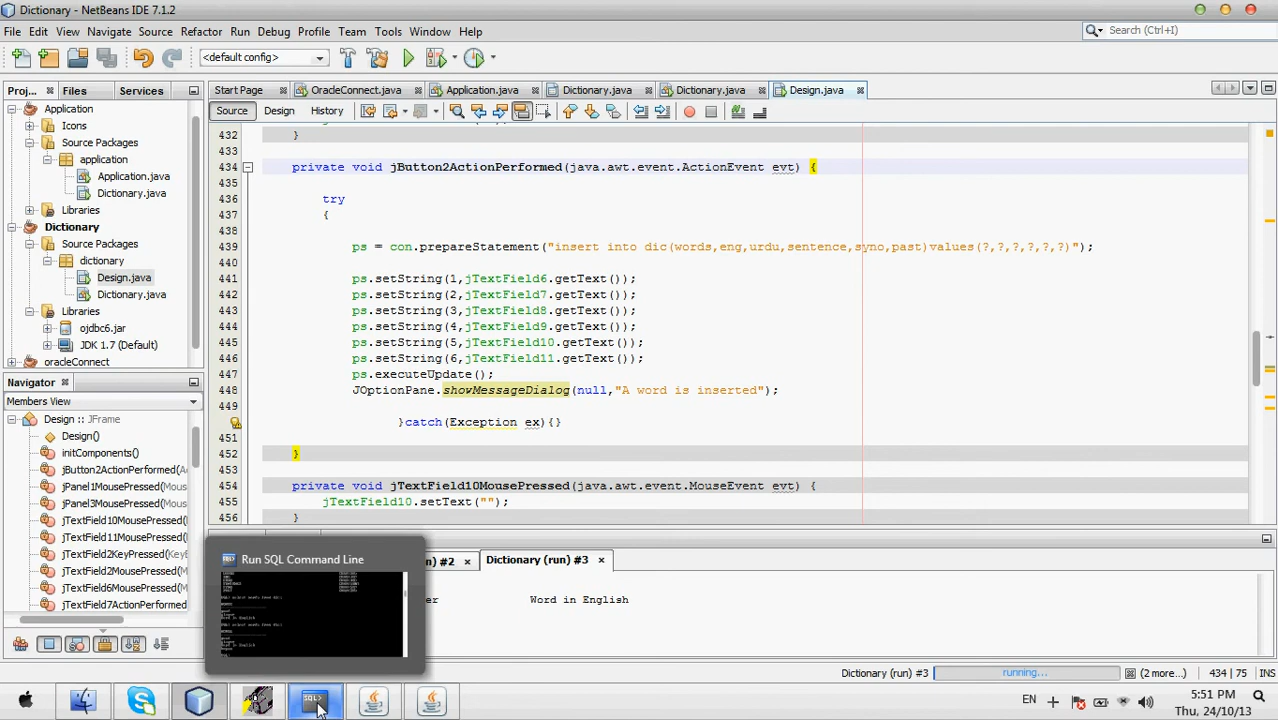 Dictionary - NetBeans IDE 7.1.2
File Edit View Navigate Source Refactor Run Debug Profile Team Tools Window Help
Search (Ctrl+I)
<default config>
Proj... Files Services
Start Page OracleConnect.java Application.java Dictionary.java Dictionary.java Design.java
Source Design History
Application
Icons
Source Packages
application
Application.java
Dictionary.java
Libraries
Dictionary
Source Packages
dictionary
Design.java
Dictionary.java
Libraries
ojdbc6.jar
JDK 1.7 (Default)
oracleConnect
432 }
433
434 private void jButton2ActionPerformed(java.awt.event.ActionEvent evt) {
435
436 try
437 {
438
439 ps = con.prepareStatement("insert into dic(words,eng,urdu,sentence,syno,past)values(?,?,?,?,?,?)");
440
441 ps.setString(1,jTextField6.getText());
442 ps.setString(2,jTextField7.getText());
443 ps.setString(3,jTextField8.getText());
444 ps.setString(4,jTextField9.getText());
445 ps.setString(5,jTextField10.getText());
446 ps.setString(6,jTextField11.getText());
447 ps.executeUpdate();
448 JOptionPane.showMessageDialog(null,"A word is inserted");
449
}catch(Exception ex){}
451
452 }
453
454 private void jTextField10MousePressed(java.awt.event.MouseEvent evt) {
455 jTextField10.setText("");
456 }
Navigator
Members View
Design :: JFrame
Design()
initComponents()
jButton2ActionPerformed(A
jPanel1MousePressed(Mous
jPanel3MousePressed(Mous
jTextField10MousePressed(
jTextField11MousePressed(
jTextField2KeyPressed(KeyE
jTextField6MousePressed(M
jTextField7ActionPerformed
n) #2 Dictionary (run) #3
in English
Run SQL Command Line
Dictionary (run) #3 running... (2 more...) 434 | 75 INS
SQL>
EN
5:51 PM
Thu, 24/10/13